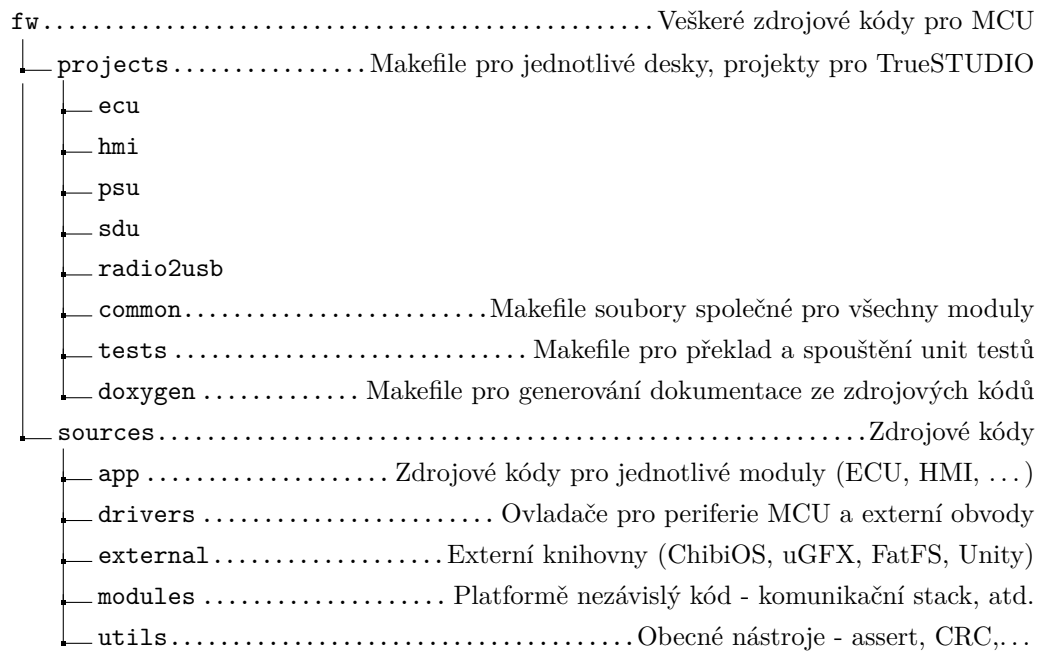 fw....................................................Veškeré zdrojové kódy pro MCU
projects................Makefile pro jednotlivé desky, projekty pro TrueSTUDIO
ecu
hmi
psu
sdu
radio2usb
common.........................Makefile soubory společné pro všechny moduly
tests.............................Makefile pro překlad a spouštění unit testů
doxygen.............Makefile pro generování dokumentace ze zdrojových kódů
sources............................................................Zdrojové kódy
app....................Zdrojové kódy pro jednotlivé moduly (ECU, HMI, ...)
drivers........................Ovladače pro periferie MCU a externí obvody
external...................Externí knihovny (ChibiOS, uGFX, FatFS, Unity)
modules....................Platformě nezávislý kód - komunikační stack, atd.
utils.......................................Obecné nástroje - assert, CRC,...